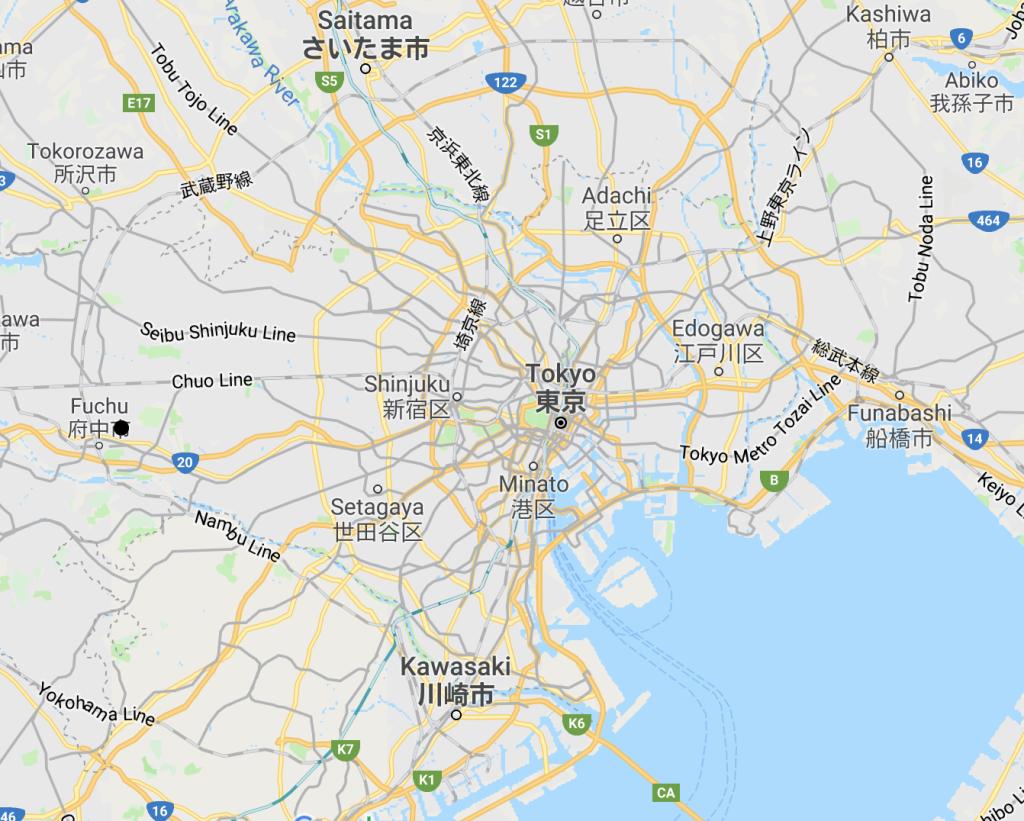 Saitama
さいたま市
Kashiwa
柏市
6
Arakawa River
S5
122
Abiko
我孫子市
E17
Tobu Tojo Line
S1
京浜東北線
16
上野東京ライン
Tokorozawa
所沢市
武蔵野線
Adachi
足立区
464
Tobu Noda Line
埼京線
Seibu Shinjuku Line
Edogawa
江戸川区
総武本線
Chuo Line
Shinjuku
新宿区
Tokyo
東京
Fuchu
府中市
Funabashi
船橋市
14
Tokyo Metro Tozai Line
20
B
Minato
港区
Setagaya
世田谷区
Nambu Line
Keiyo L
Kawasaki
川崎市
Yokohama Line
K6
K7
K1
CA
16
46